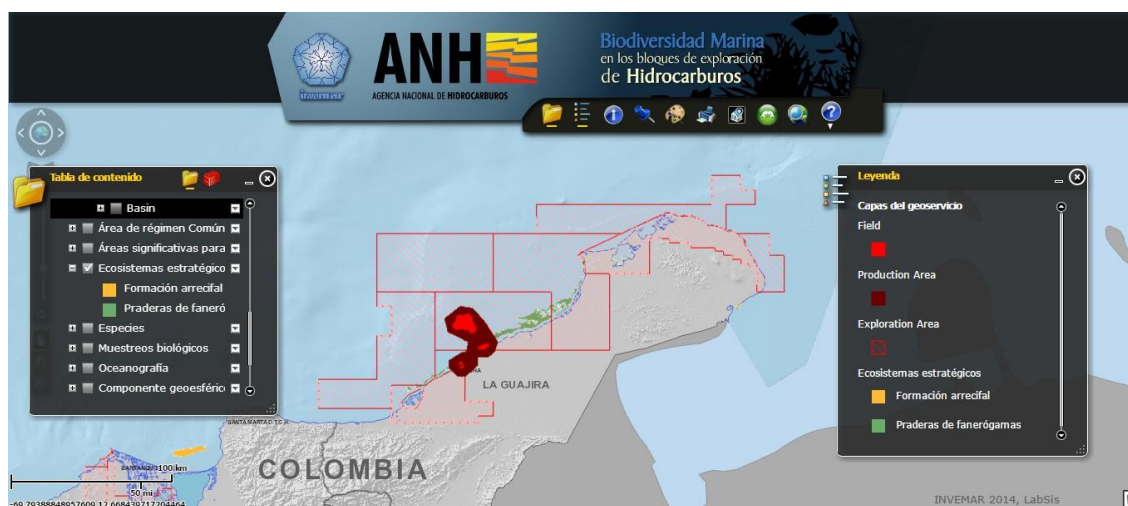 invemar
ANH
AGENCIA NACIONAL DE HIDROCARBUROS
Biodiversidad Marina
en los bloques de exploración
de Hidrocarburos
Tabla de contenido
Basin
Área de régimen Común
Áreas significativas para
Ecosistemas estratégico
Formación arrecifal
Praderas de faneró
Especies
Muestreos biológicos
Oceanografía
Componente geoesféric
Leyenda
Capas del geoservicio
Field
Production Area
Exploration Area
Ecosistemas estratégicos
Formación arrecifal
Praderas de fanerógamas
LA GUAJIRA
COLOMBIA
100 km
50 mi
INVEMAR 2014, LabSis